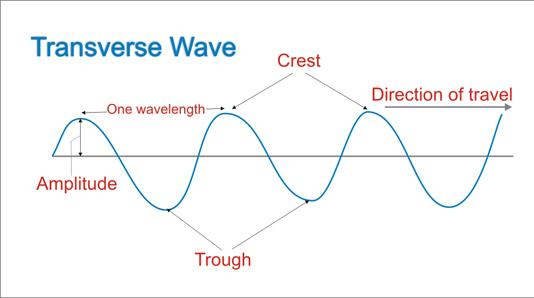 Transverse Wave
Crest
Direction of travel
One wavelength
Amplitude
Trough